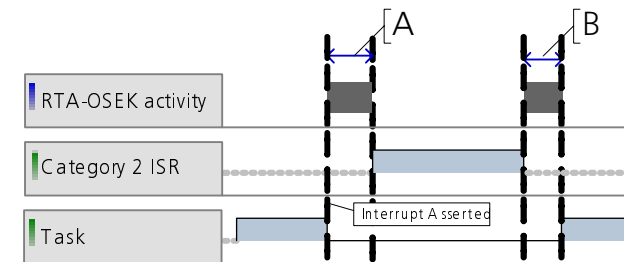 A
B
RTA-OSEK activity
Category 2 ISR
Interrupt Asserted
Task